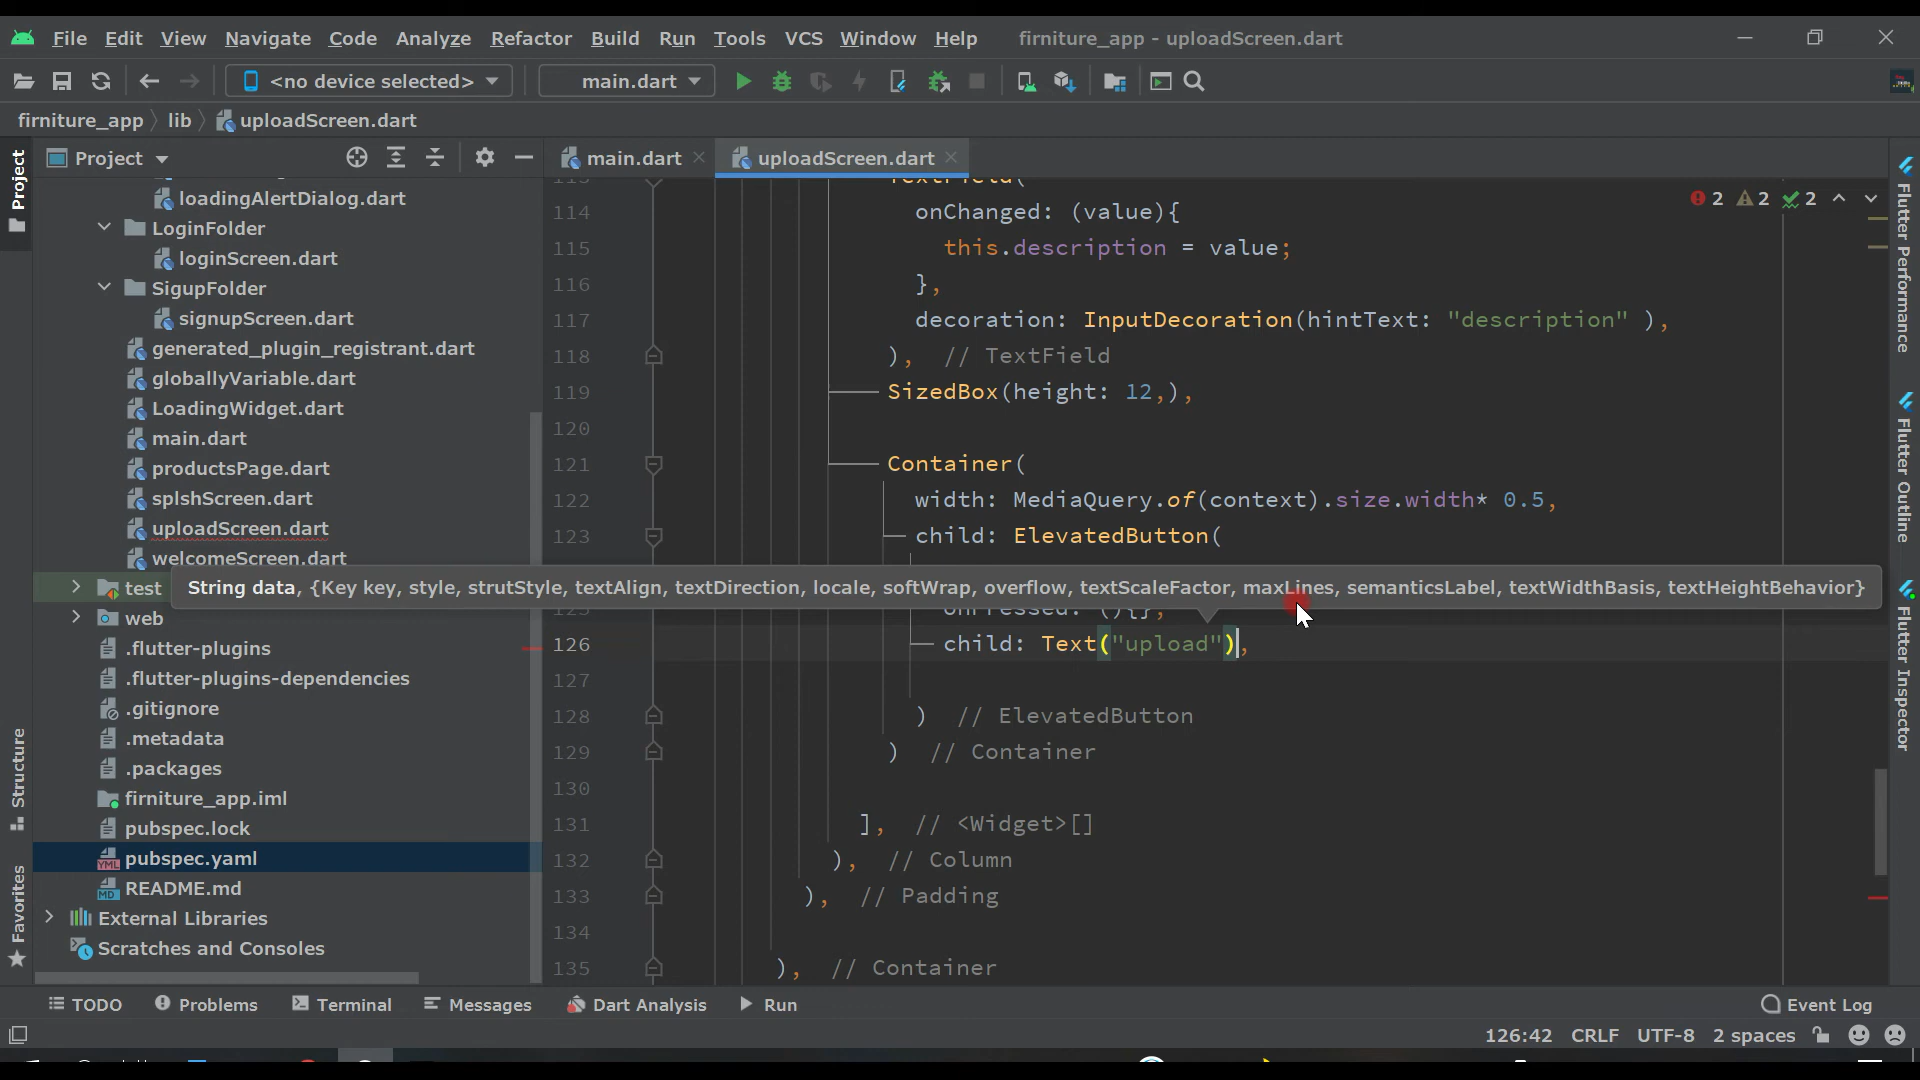 File Edit View Navigate Code Analyze Refactor Build Run Tools VCS Window Help firniture_app - uploadScreen.dart
<no device selected> main.dart
firniture_app lib uploadScreen.dart
Project
Project
main.dart
uploadScreen.dart
loadingAlertDialog.dart
LoginFolder
loginScreen.dart
SigupFolder
signupScreen.dart
generated_plugin_registrant.dart
globallyVariable.dart
LoadingWidget.dart
main.dart
productsPage.dart
splshScreen.dart
uploadScreen.dart
welcomeScreen.dart
test
web
.flutter-plugins
.flutter-plugins-dependencies
.gitignore
.metadata
.packages
firniture_app.iml
pubspec.lock
pubspec.yaml
README.md
External Libraries
Scratches and Consoles
Structure
Favorites
2 2 2
114 onChanged: (value){
115 this.description = value;
116 },
117 decoration: InputDecoration(hintText: "description" ),
118 ), // TextField
119 SizedBox(height: 12,),
120
121 Container(
122 width: MediaQuery.of(context).size.width* 0.5,
123 child: ElevatedButton(
String data, {Key key, style, strutStyle, textAlign, textDirection, locale, softWrap, overflow, textScaleFactor, maxLines, semanticsLabel, textWidthBasis, textHeightBehavior}
onPressed: (){},
126 child: Text("upload"),
127
128 ) // ElevatedButton
129 ) // Container
130
131 ], // <Widget>[]
132 ), // Column
133 ), // Padding
134
135 ), // Container
Flutter Performance
Flutter Outline
Flutter Inspector
TODO Problems Terminal Messages Dart Analysis Run Event Log
126:42 CRLF UTF-8 2 spaces